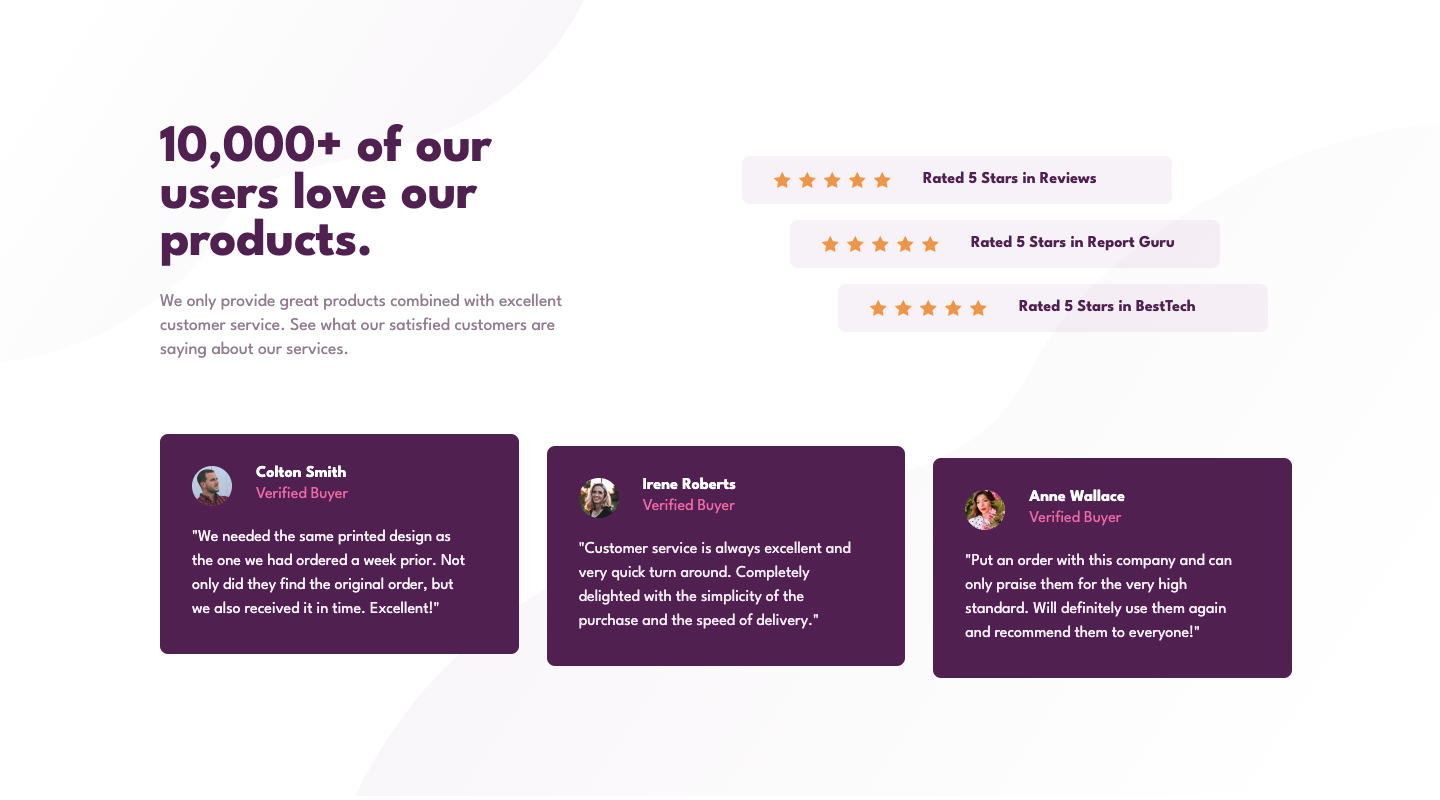 10,000+ of our
users love our
products.
We only provide great products combined with excellent
customer service. See what our satisfied customers are
saying about our services.
Rated 5 Stars in Reviews
Rated 5 Stars in Report Guru
Rated 5 Stars in BestTech
Colton Smith
Verified Buyer
"We needed the same printed design as
the one we had ordered a week prior. Not
only did they find the original order, but
we also received it in time. Excellent!"
Irene Roberts
Verified Buyer
"Customer service is always excellent and
very quick turn around. Completely
delighted with the simplicity of the
purchase and the speed of delivery."
Anne Wallace
Verified Buyer
"Put an order with this company and can
only praise them for the very high
standard. Will definitely use them again
and recommend them to everyone!"